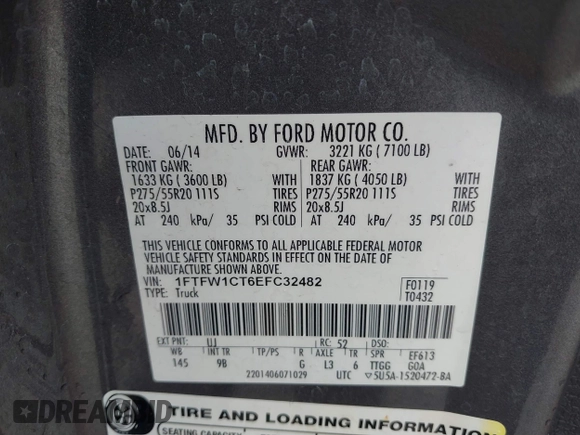 MFD. BY FORD MOTOR CO.
DATE: 06/14 GVWR: 3221 KG ( 7100 LB)
FRONT GAWR: REAR GAWR:
1633 KG ( 3600 LB) WITH 1837 KG ( 4050 LB) WITH
P275/55R20 111S TIRES P275/55R20 111S TIRES
20x8.5J RIMS 20x8.5J RIMS
AT 240 kPa/ 35 PSI COLD AT 240 kPa/ 35 PSI COLD
THIS VEHICLE CONFORMS TO ALL APPLICABLE FEDERAL MOTOR
VEHICLE SAFETY STANDARDS IN EFFECT ON THE DATE OF
MANUFACTURE SHOWN ABOVE.
VIN: 1FTFW1CT6EFC32482 F0119
TYPE: Truck T0432
EXT PNT: UJ RC: 52 DSO:
WB INT TR TP/PS R AXLE TR SPR EF613
145 9B G L3 6 TTGG GOA
2201406071029 UTC SUSA-1520472-BA
TIRE AND LOADING INFORMATION
SEATING CAPACITY
DREAM